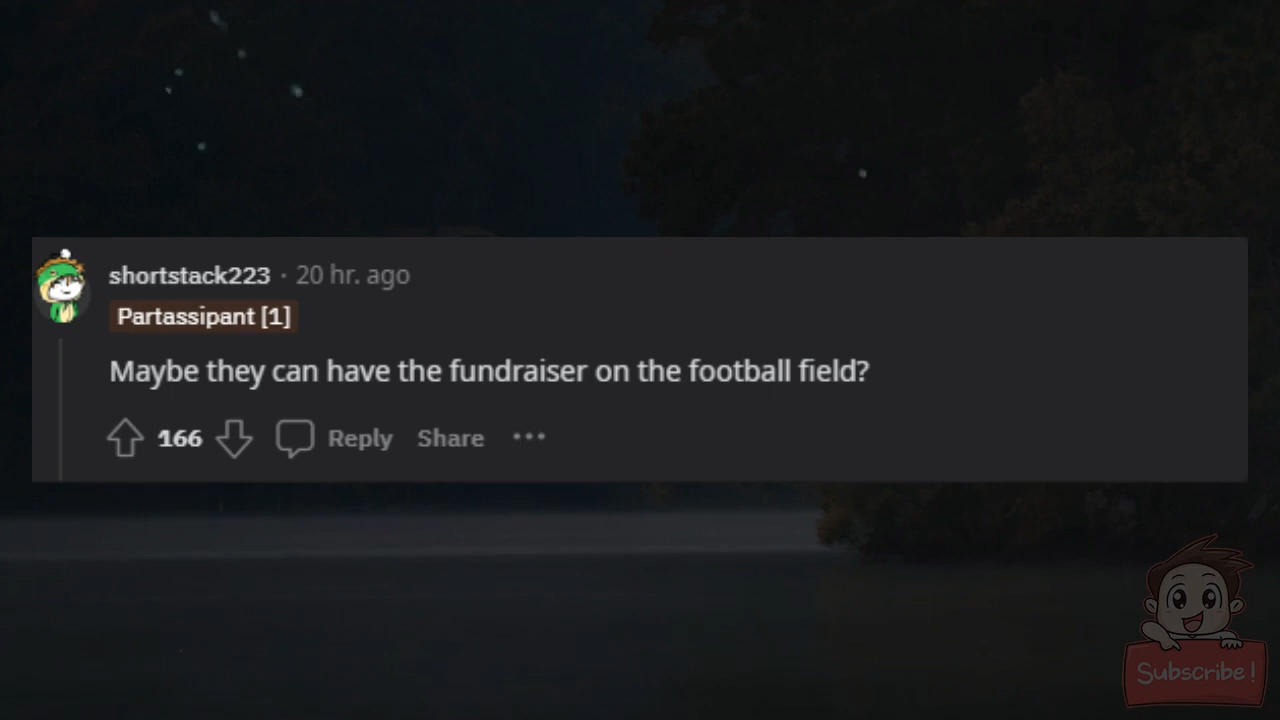 shortstack223 · 20 hr. ago
Partassipant [1]
Maybe they can have the fundraiser on the football field?
166 Reply Share ···
Subscribe!